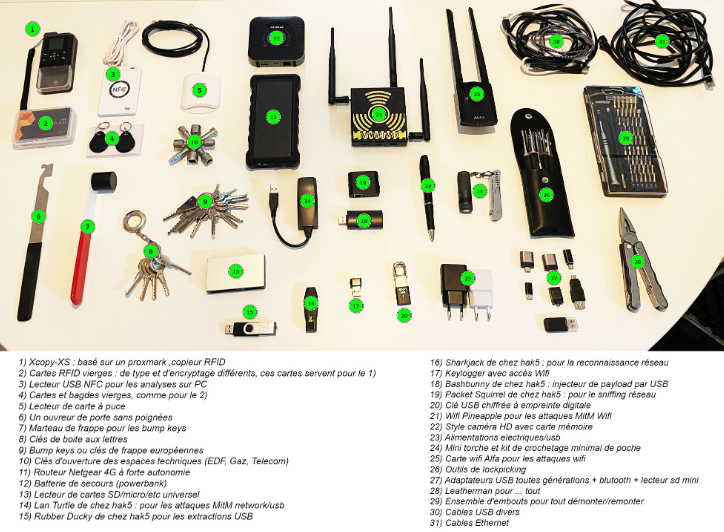 1) Xcopy-XS : basé sur un proxmark ,copieur RFID
2) Cartes RFID vierges : de type et d'encryptage différents, ces cartes servent pour le 1)
3) Lecteur USB NFC pour les analyses sur PC
4) Cartes et bagdes vierges, comme pour le 2)
5) Lecteur de carte à puce
6) Un ouvreur de porte sans poignées
7) Marteau de frappe pour les bump keys
8) Clés de boite aux lettres
9) Bump keys ou clés de frappe européennes
10) Clés d'ouverture des espaces techniques (EDF, Gaz, Telecom)
11) Routeur Netgear 4G à forte autonomie
12) Batterie de secours (powerbank)
13) Lecteur de cartes SD/micro/etc universel
14) Lan Turtle de chez hak5 : pour les attaques MitM network/usb
15) Rubber Ducky de chez hak5 pour les extractions USB
16) Sharkjack de chez hak5 : pour la reconnaissance réseau
17) Keylogger avec accès Wifi
18) Bashbunny de chez hak5 : injecteur de payload par USB
19) Packet Squirrel de chez hak5 : pour le sniffing réseau
20) Clé USB chiffrée à empreinte digitale
21) Wifi Pineapple pour les attaques MitM Wifi
22) Style caméra HD avec carte mémoire
23) Alimentations electriques/usb
24) Mini torche et kit de crochetage minimal de poche
25) Carte wifi Alfa pour les attaques wifi
26) Outils de lockpicking
27) Adaptateurs USB toutes générations + blutooth + lecteur sd mini
28) Leatherman pour ... tout
29) Ensemble d'embouts pour tout démonter/remonter
30) Cables USB divers
31) Cables Ethernet
1
2
3
NFC
4
5
6
7
8
9
10
11
12
13
14
15
16
17
18
19
20
21
22
23
24
25
26
27
28
29
30
31